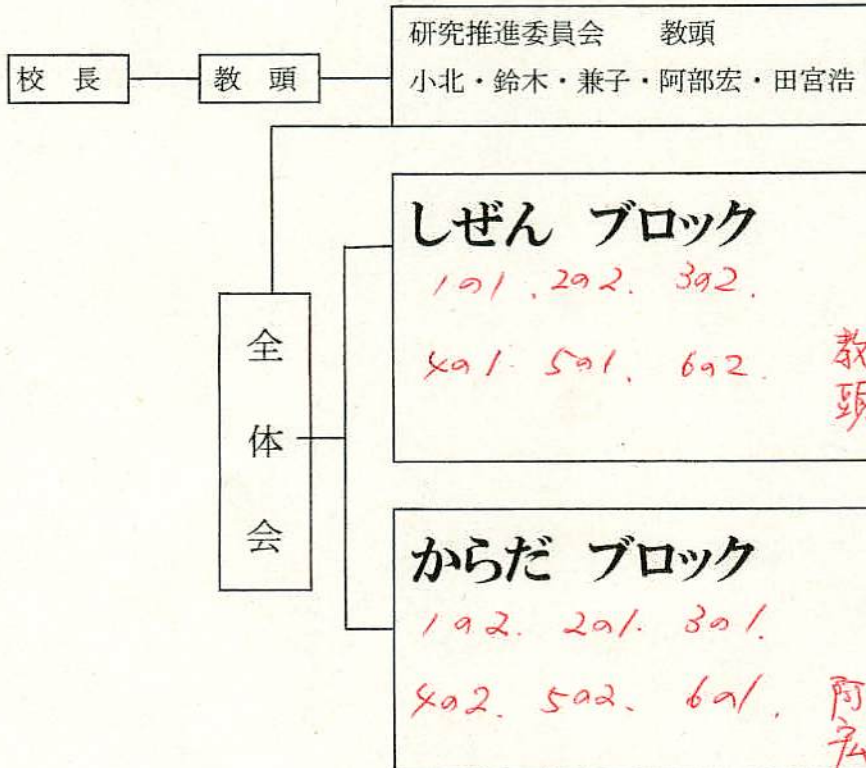 研究推進委員会　　教頭
校　長　教　頭　小北・鈴木・兼子・阿部宏・田宮浩
しぜん ブロック
1の1. 2の2. 3の2.
4の1. 5の1. 6の2. 教頭
全体会
からだ ブロック
1の2. 2の1. 3の1.
4の2. 5の2. 6の1. 阿宏